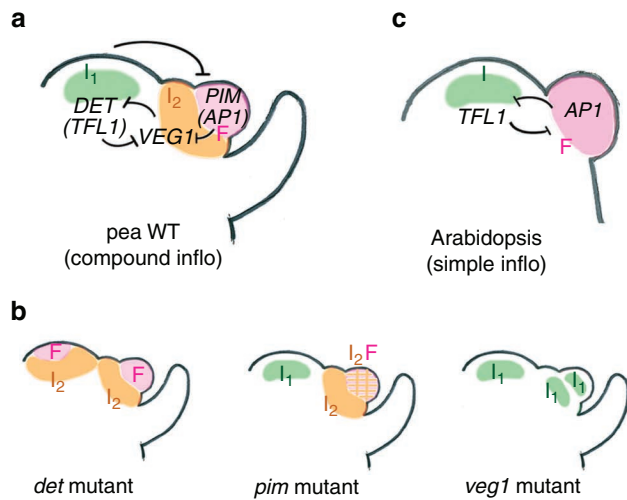 a
I1
I2
DET
(TFL1)
VEG1
PIM
(AP1)
F
pea WT
(compound inflo)
c
I
TFL1
AP1
F
Arabidopsis
(simple inflo)
b
F
F
I2
I2
det mutant
I2 F
I1
I2
pim mutant
I1
I1
I1
veg1 mutant